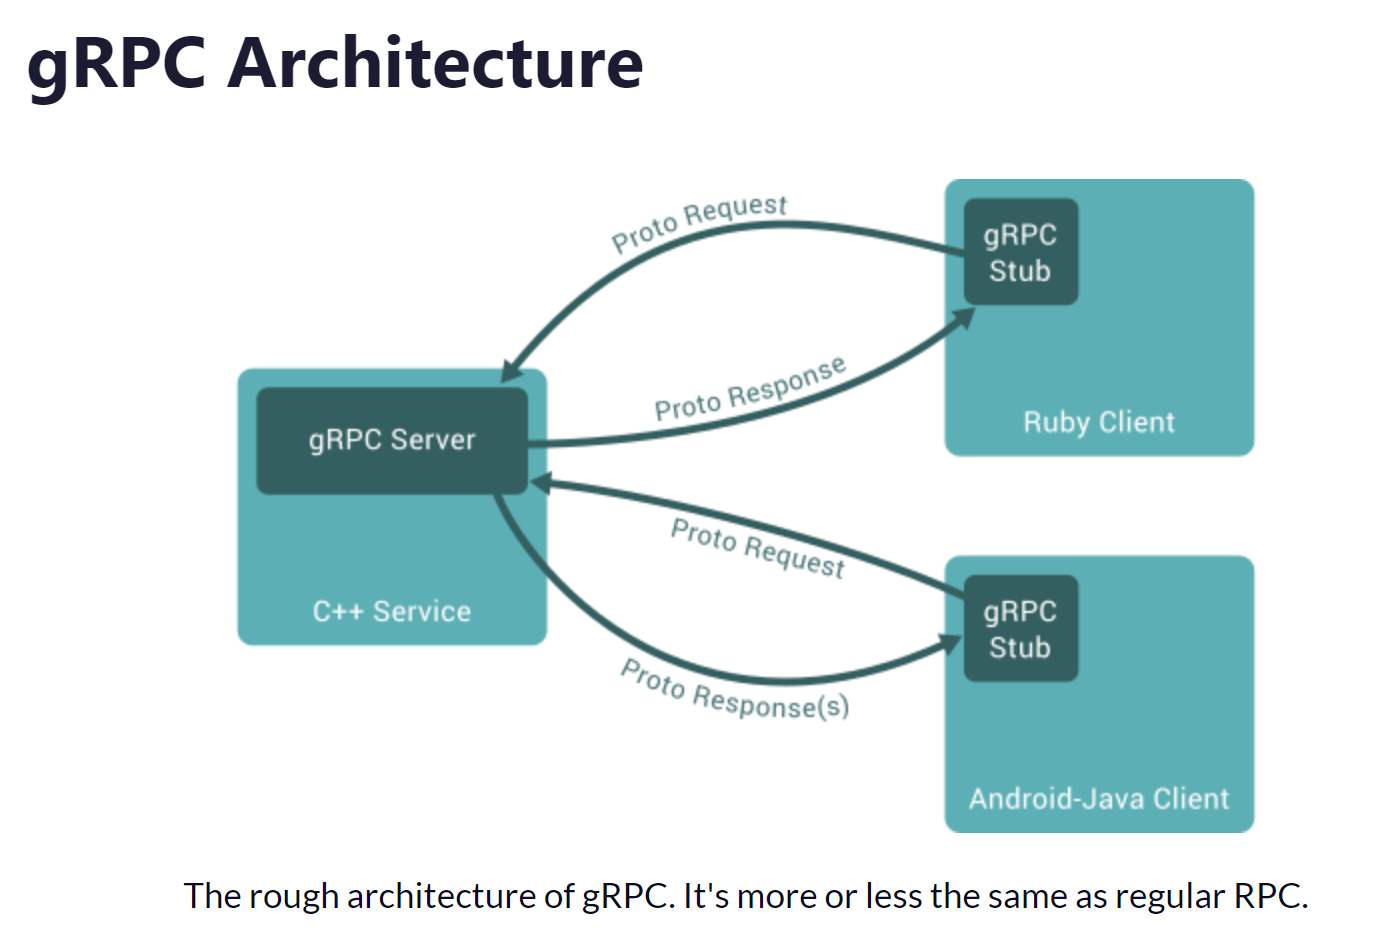 gRPC Architecture
Proto Request
gRPC
Stub
Proto Response
Ruby Client
gRPC Server
C++ Service
Proto Request
gRPC
Stub
Proto Response(s)
Android-Java Client
The rough architecture of gRPC. It's more or less the same as regular RPC.